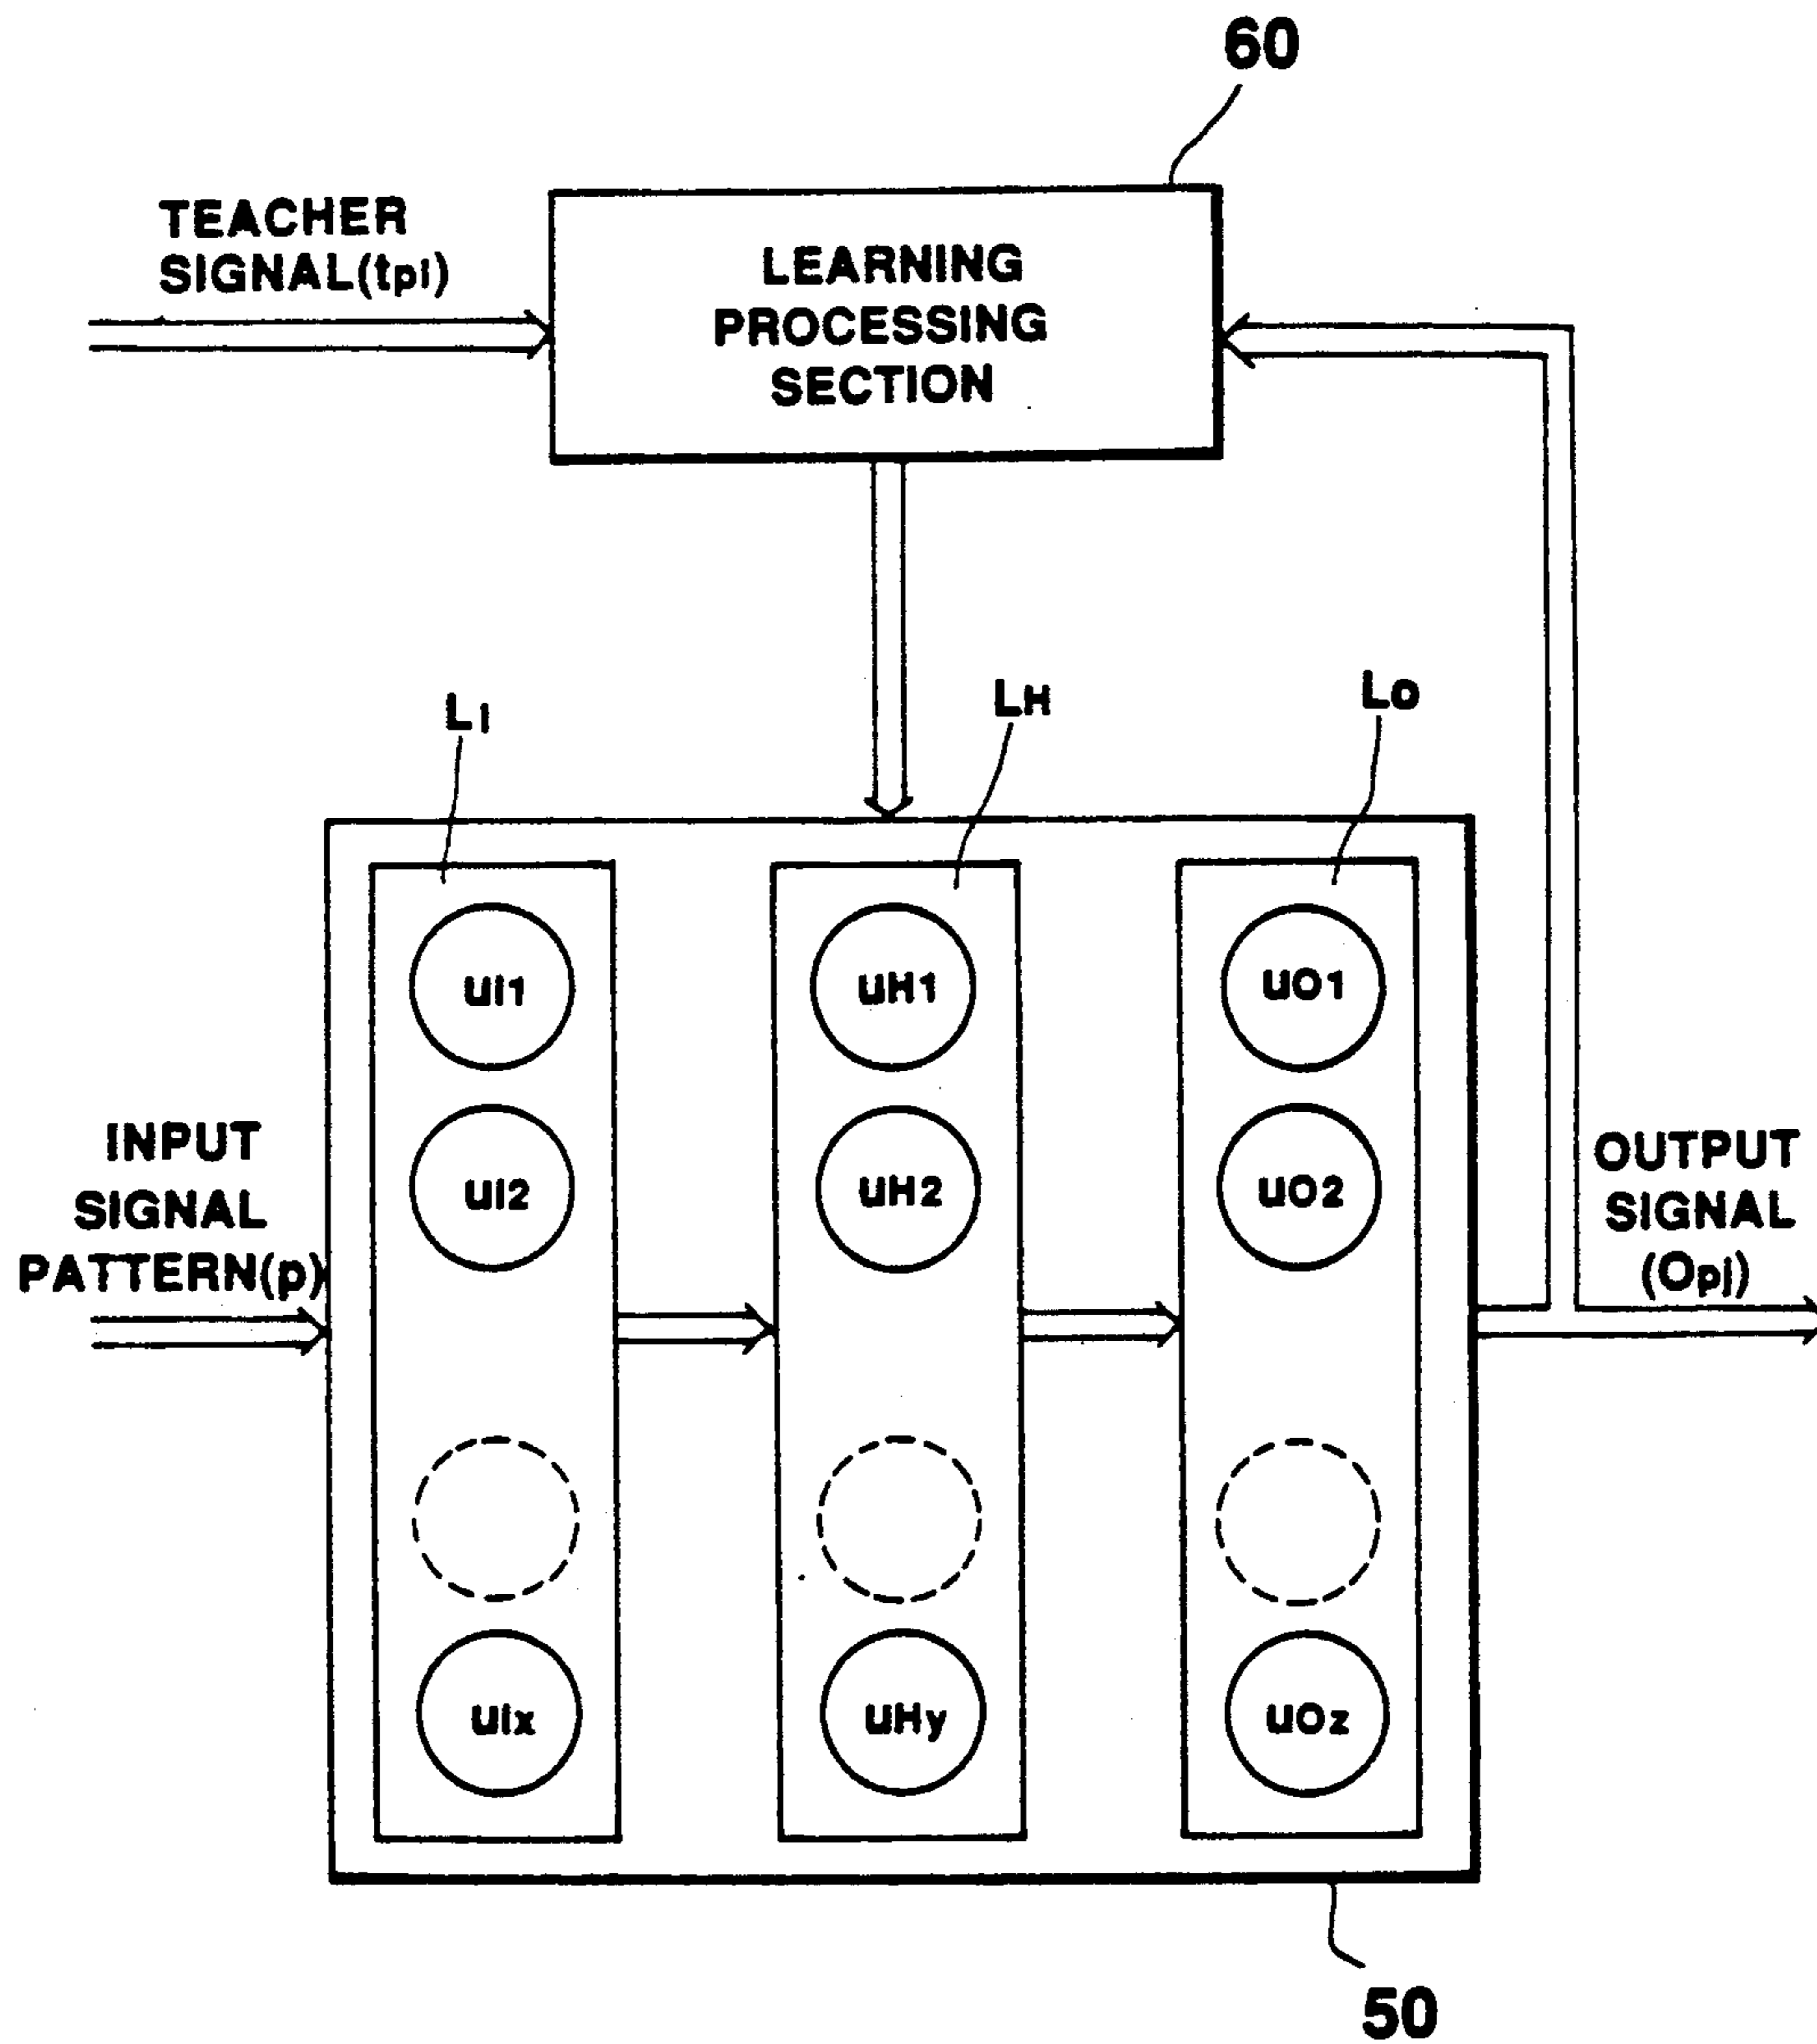 60
TEACHER
SIGNAL(tpi)
LEARNING
PROCESSING
SECTION
LI
LH
LO
uI1
uH1
uO1
uI2
uH2
uO2
INPUT
SIGNAL
PATTERN(p)
OUTPUT
SIGNAL
(Opj)
uIx
uHy
uOz
50